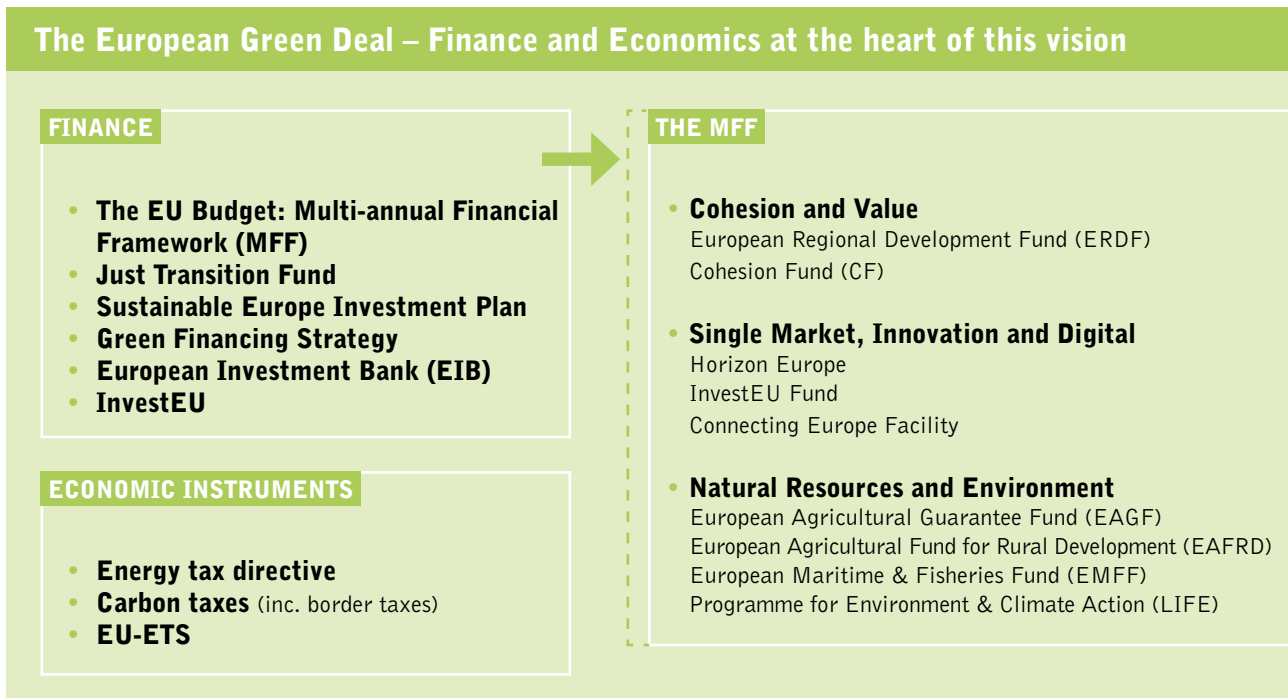 The European Green Deal – Finance and Economics at the heart of this vision
FINANCE
• The EU Budget: Multi-annual Financial
Framework (MFF)
• Just Transition Fund
• Sustainable Europe Investment Plan
• Green Financing Strategy
• European Investment Bank (EIB)
• InvestEU
ECONOMIC INSTRUMENTS
• Energy tax directive
• Carbon taxes (inc. border taxes)
• EU-ETS
THE MFF
• Cohesion and Value
European Regional Development Fund (ERDF)
Cohesion Fund (CF)
• Single Market, Innovation and Digital
Horizon Europe
InvestEU Fund
Connecting Europe Facility
• Natural Resources and Environment
European Agricultural Guarantee Fund (EAGF)
European Agricultural Fund for Rural Development (EAFRD)
European Maritime & Fisheries Fund (EMFF)
Programme for Environment & Climate Action (LIFE)